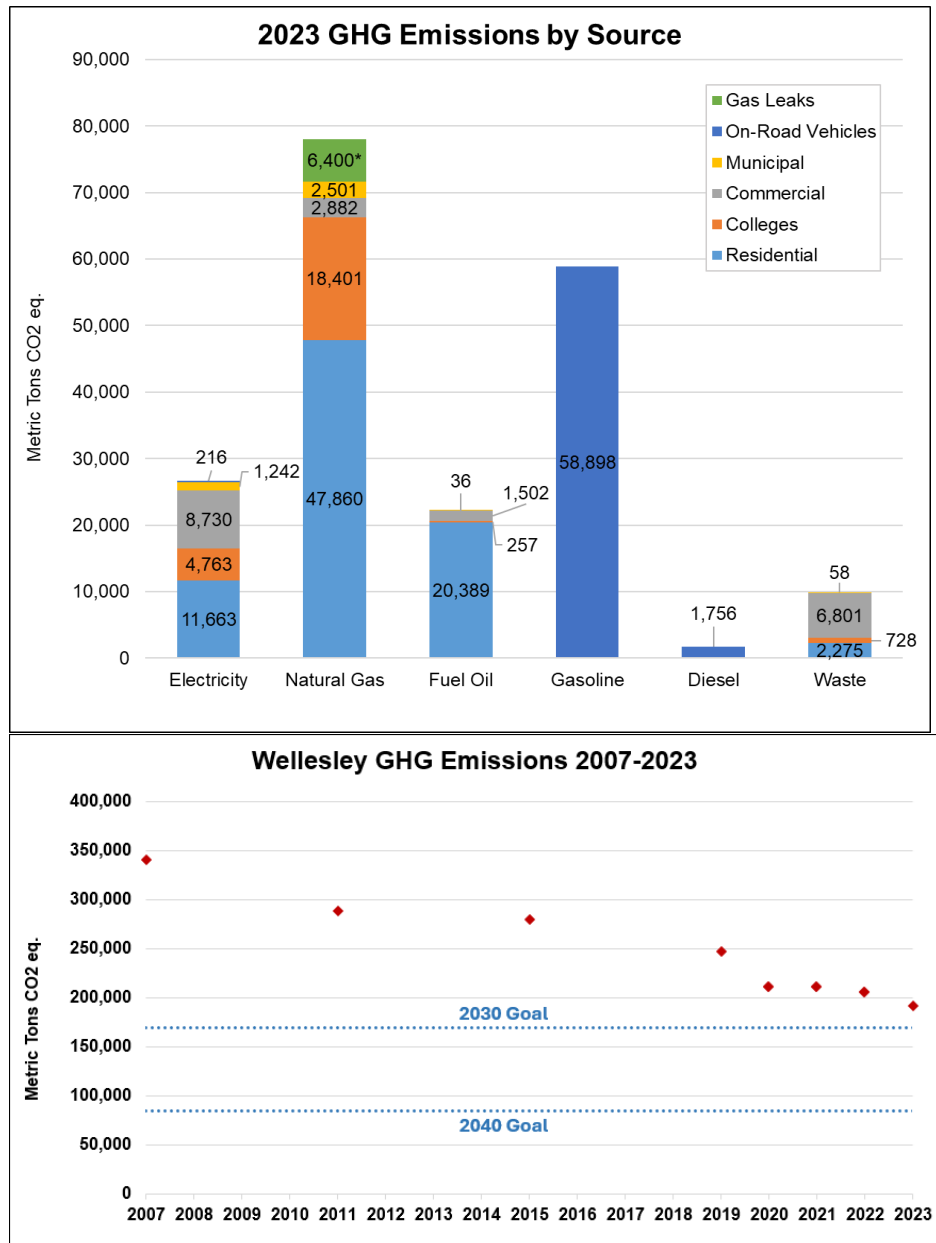 2023 GHG Emissions by Source
Metric Tons CO2 eq.
90,000
80,000
70,000
60,000
50,000
40,000
30,000
20,000
10,000
0
Gas Leaks
On-Road Vehicles
Municipal
Commercial
Colleges
Residential
216
1,242
8,730
4,763
11,663
6,400*
2,501
2,882
18,401
47,860
36
1,502
257
20,389
58,898
1,756
58
6,801
728
2,275
Electricity
Natural Gas
Fuel Oil
Gasoline
Diesel
Waste
Wellesley GHG Emissions 2007-2023
Metric Tons CO2 eq.
400,000
350,000
300,000
250,000
200,000
150,000
100,000
50,000
0
2030 Goal
2040 Goal
2007 2008 2009 2010 2011 2012 2013 2014 2015 2016 2017 2018 2019 2020 2021 2022 2023